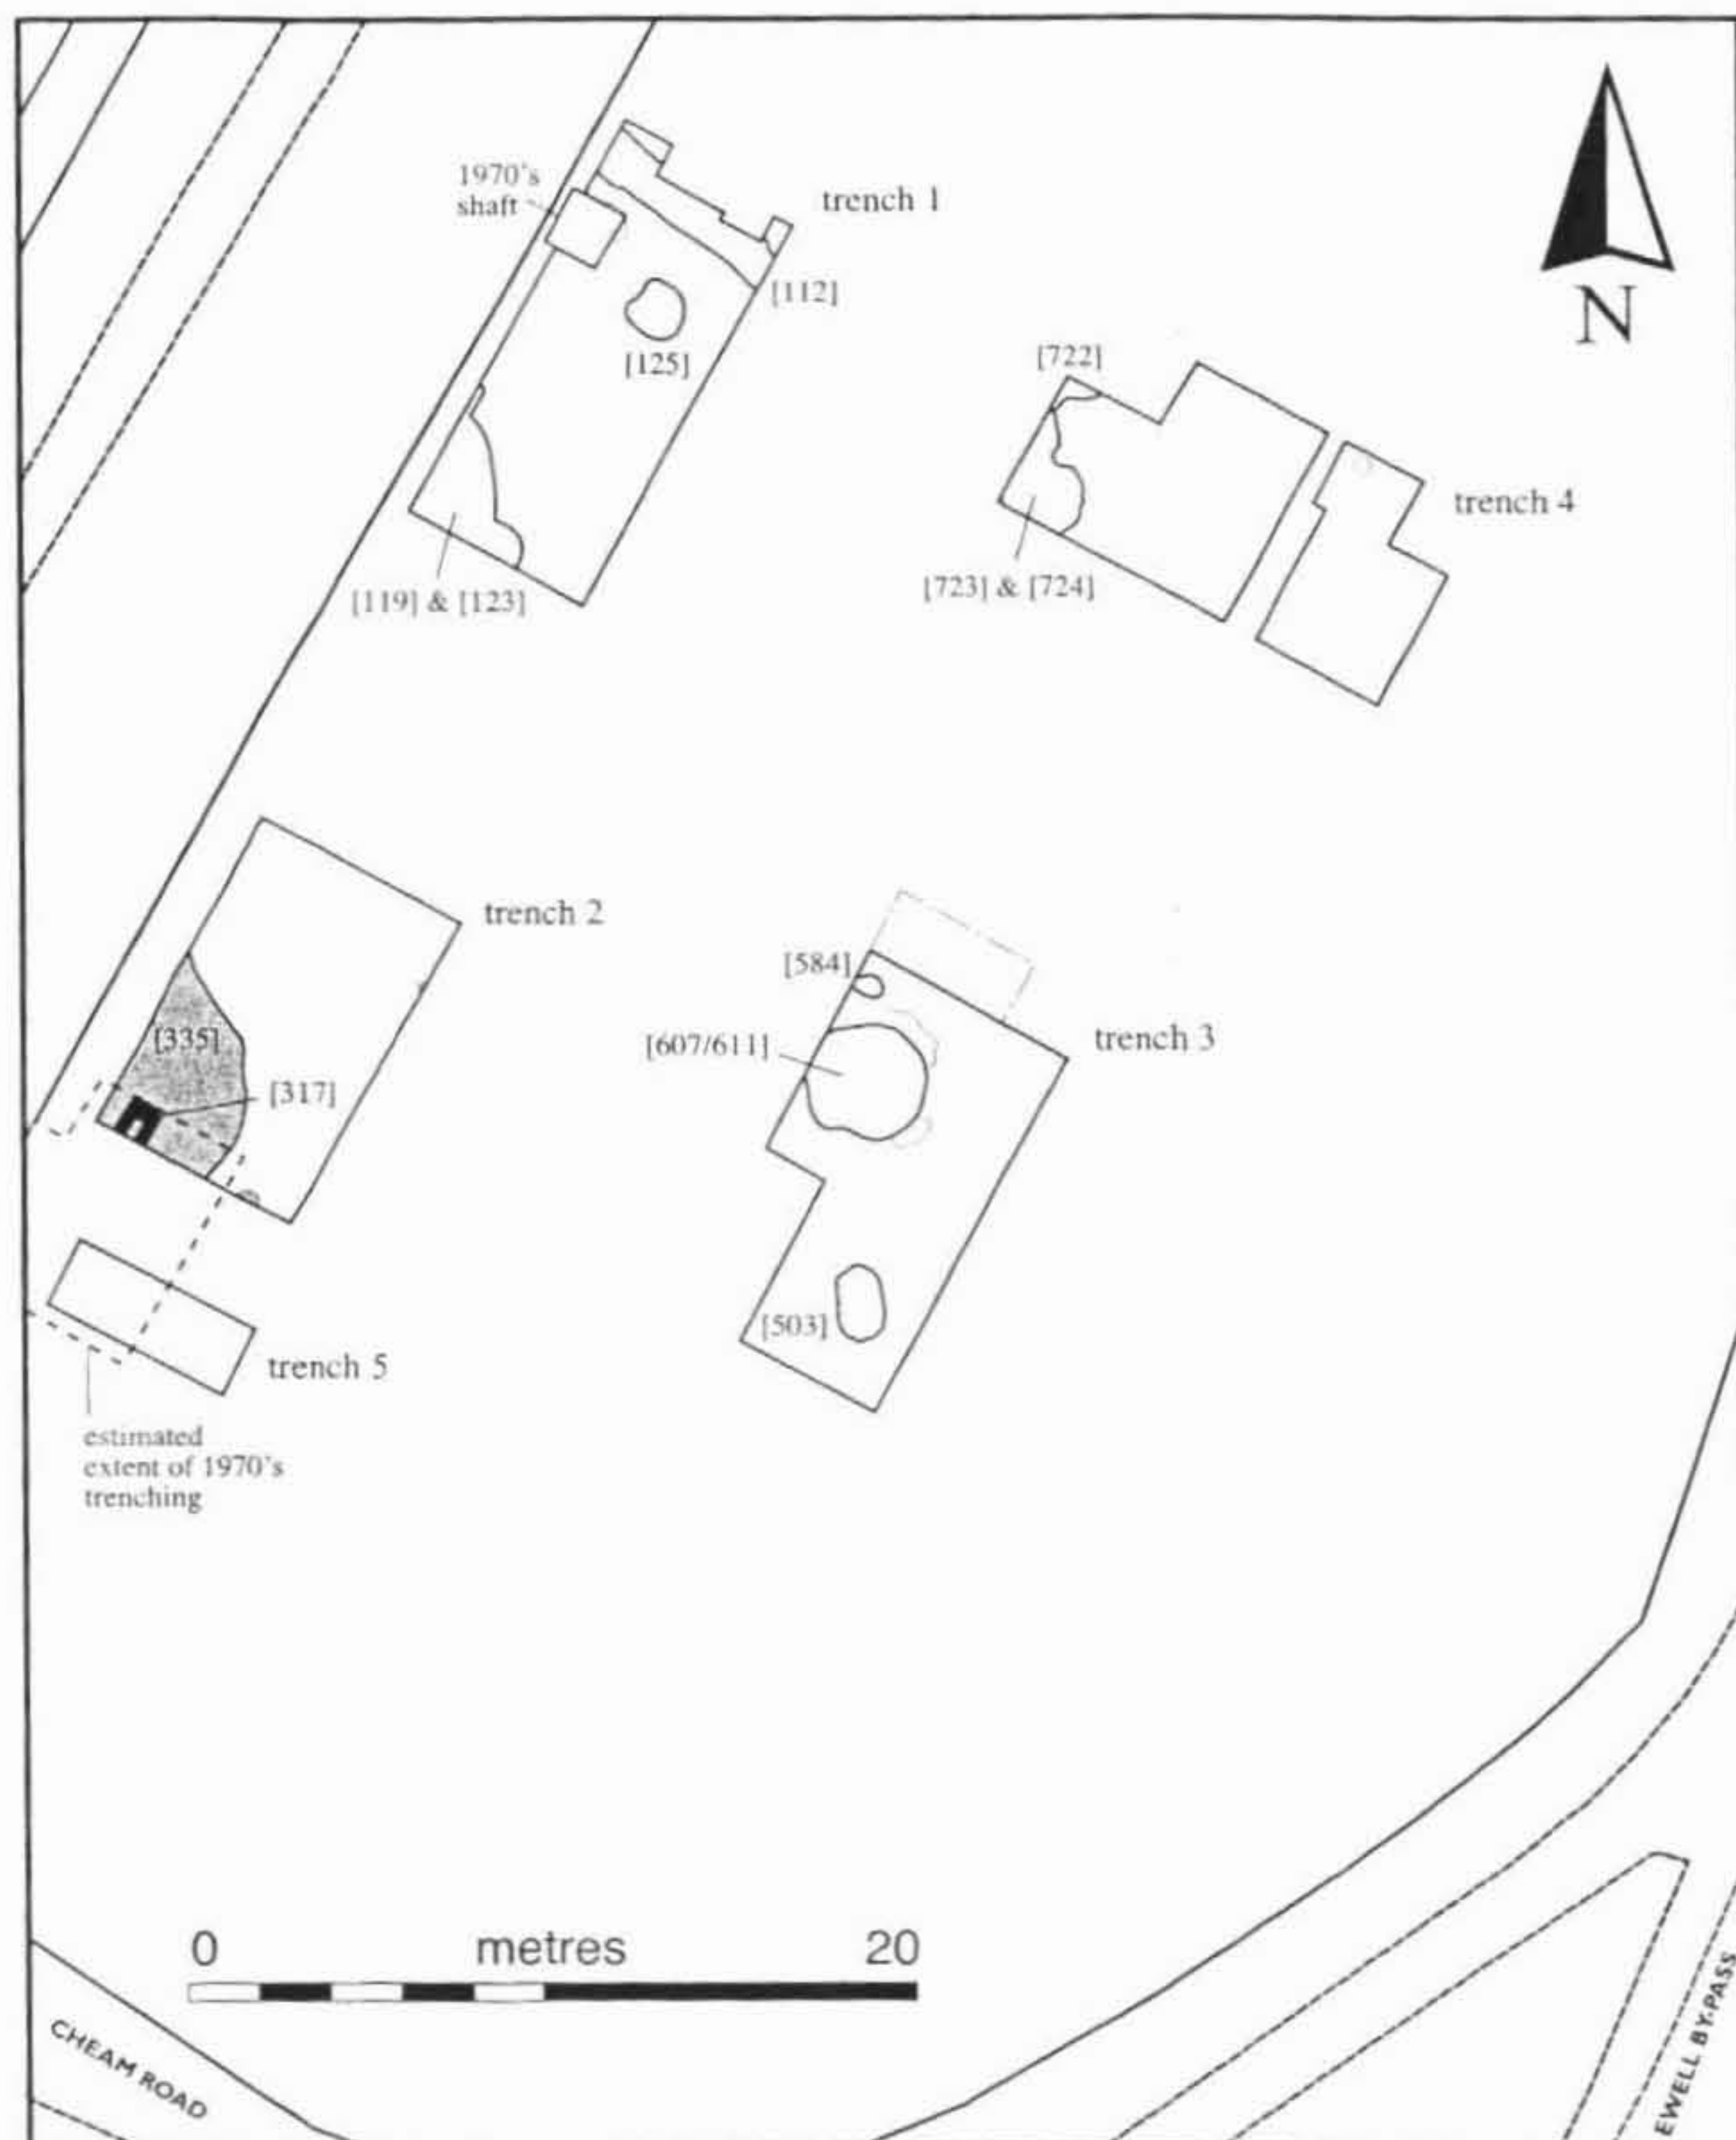 1970's
shaft
trench 1
[112]
[125]
N
[722]
trench 4
[723] & [724]
[119] & [123]
trench 2
[584]
[335]
[607/611]
trench 3
[317]
[503]
trench 5
estimated
extent of 1970's
trenching
0 metres 20
CHEAM ROAD
EWELL BY-PASS